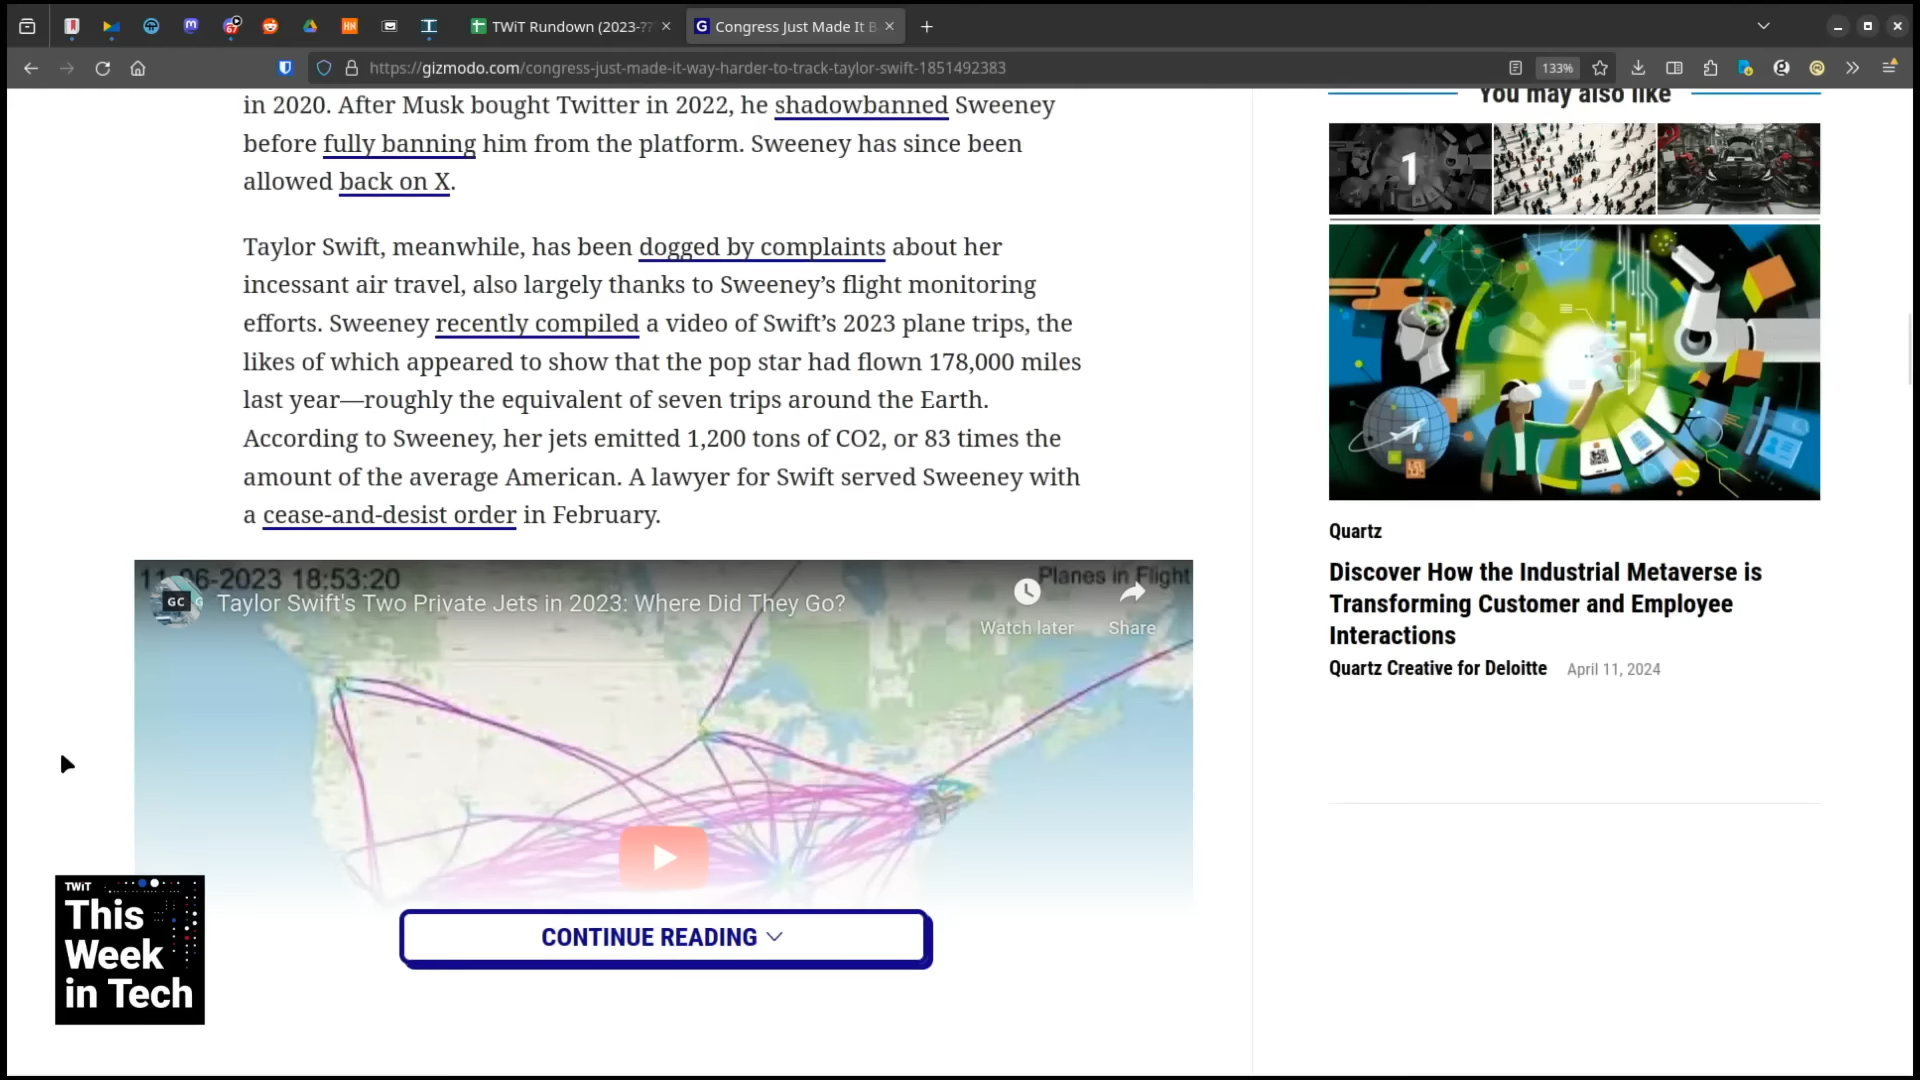 TWiT Rundown (2023-??
Congress Just Made It B
https://gizmodo.com/congress-just-made-it-way-harder-to-track-taylor-swift-1851492383
133%
in 2020. After Musk bought Twitter in 2022, he shadowbanned Sweeney
before fully banning him from the platform. Sweeney has since been
allowed back on X.
Taylor Swift, meanwhile, has been dogged by complaints about her
incessant air travel, also largely thanks to Sweeney’s flight monitoring
efforts. Sweeney recently compiled a video of Swift’s 2023 plane trips, the
likes of which appeared to show that the pop star had flown 178,000 miles
last year—roughly the equivalent of seven trips around the Earth.
According to Sweeney, her jets emitted 1,200 tons of CO2, or 83 times the
amount of the average American. A lawyer for Swift served Sweeney with
a cease-and-desist order in February.
11-06-2023 18:53:20
Planes in Flight
GC
Taylor Swift's Two Private Jets in 2023: Where Did They Go?
Watch later
Share
CONTINUE READING
TWiT
This
Week
in Tech
You may also like
1
Quartz
Discover How the Industrial Metaverse is
Transforming Customer and Employee
Interactions
Quartz Creative for Deloitte April 11, 2024